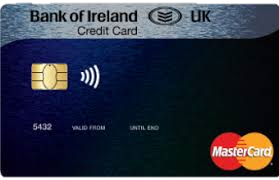 Bank of Ireland UK
Credit Card
5432 VALID FROM UNTIL END
MasterCard